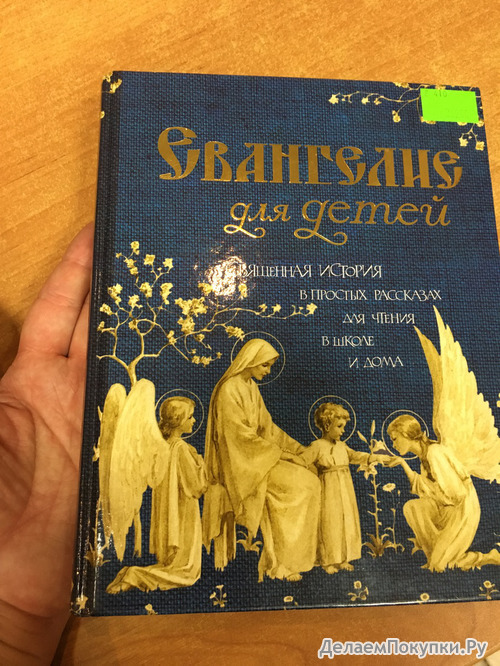 Евангелие
для детей
священная история
в простых рассказах
для чтения
в школе
и дома
ДелаемПокупки.Ру